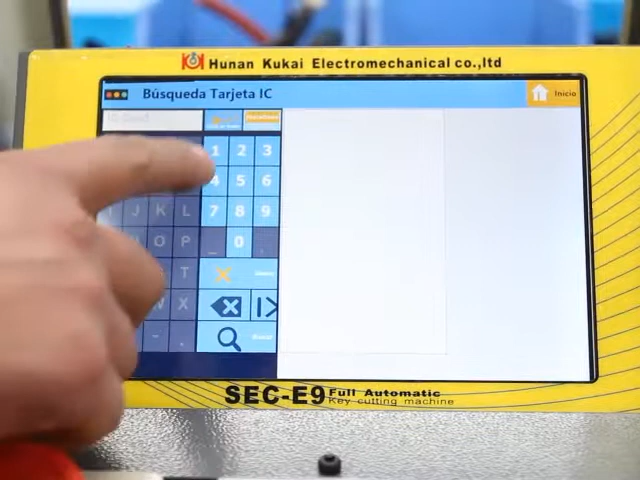 Hunan Kukai Electromechanical co.,ltd
Búsqueda Tarjeta IC
Inicio
1 2 3
4 5 6
J K L 7 8 9
O P _ 0 .
T
W X
- .
SEC-E9 Full Automatic
Key cutting machine